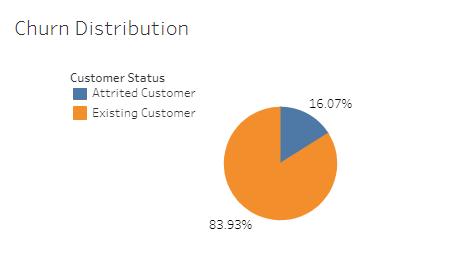 Churn Distribution
Customer Status
Attrited Customer
Existing Customer
16.07%
83.93%